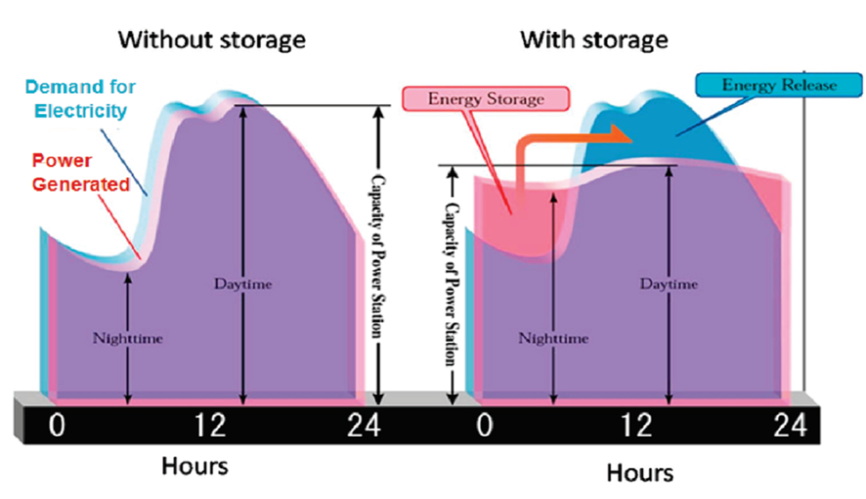 Without storage
With storage
Demand for
Electricity
Power
Generated
Energy Storage
Energy Release
Capacity of Power Station
Capacity of Power Station
Daytime
Nighttime
Daytime
Nighttime
0 12 24
0 12 24
Hours
Hours